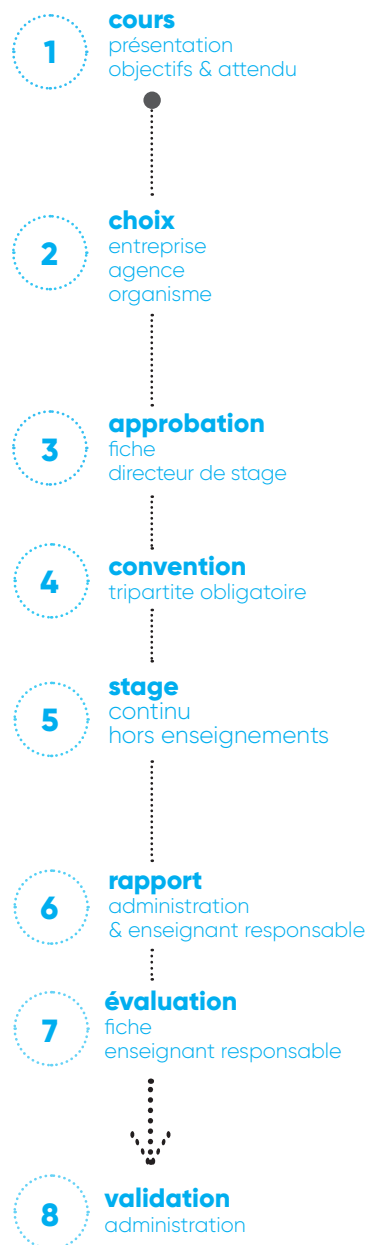 1
cours
présentation
objectifs & attendu
2
choix
entreprise
agence
organisme
3
approbation
fiche
directeur de stage
4
convention
tripartite obligatoire
5
stage
continu
hors enseignements
6
rapport
administration
& enseignant responsable
7
évaluation
fiche
enseignant responsable
8
validation
administration